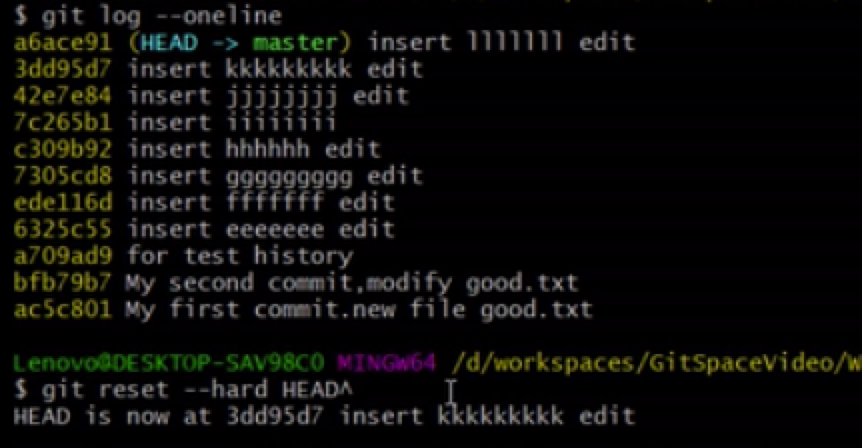 $ git log --oneline
a6ace91 (HEAD -> master) insert llllllll edit
3dd95d7 insert kkkkkkkkk edit
42e7e84 insert jjjjjjjj edit
7c265b1 insert iiiiiiii
c309b92 insert hhhhhh edit
7305cd8 insert ggggggggg edit
ede116d insert fffffff edit
6325c55 insert eeeeeee edit
a709ad9 for test history
bfb79b7 My second commit,modify good.txt
ac5c801 My first commit.new file good.txt
Lenovo@DESKTOP-SAV98C0 MINGW64 /d/workspaces/GitSpaceVideo/W
$ git reset --hard HEAD^
HEAD is now at 3dd95d7 insert kkkkkkkkk edit